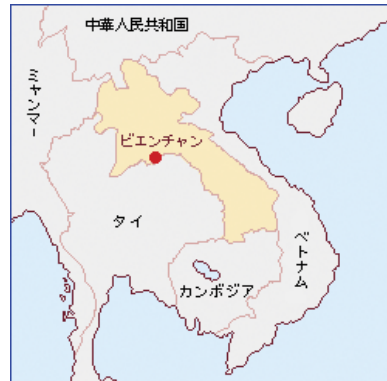 中華人民共和国
ミャンマー
ビエンチャン
タイ
ベトナム
カンボジア